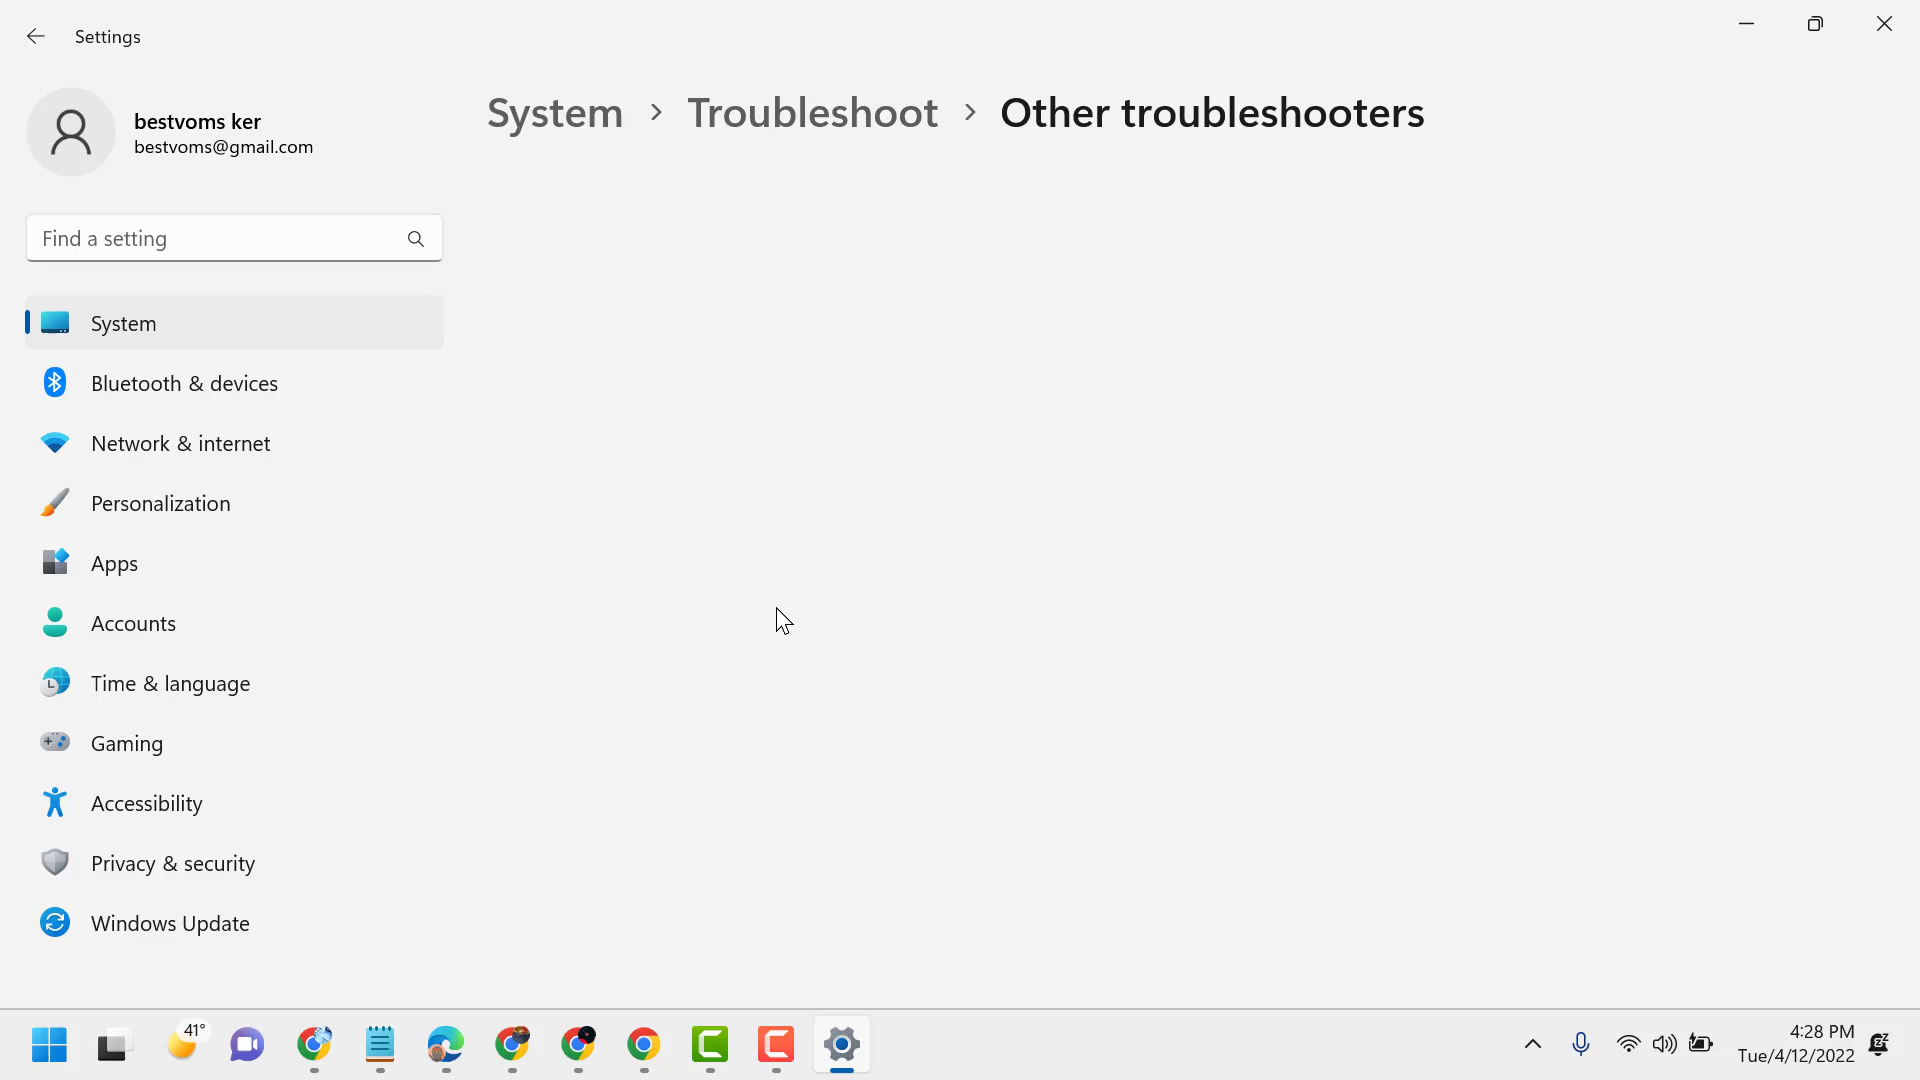 Settings
bestvoms ker
bestvoms@gmail.com
System > Troubleshoot > Other troubleshooters
Find a setting
System
Bluetooth & devices
Network & internet
Personalization
Apps
Accounts
Time & language
Gaming
Accessibility
Privacy & security
Windows Update
41°
4:28 PM
Tue/4/12/2022